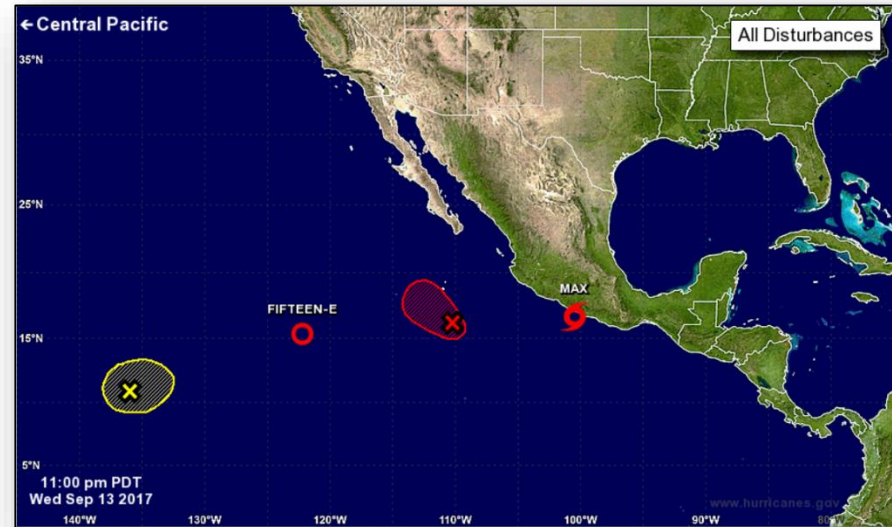 ← Central Pacific
All Disturbances
35°N
25°N
MAX
FIFTEEN-E
15°N
5°N
11:00 pm PDT
Wed Sep 13 2017
www.hurricanes.gov
140°W
130°W
120°W
110°W
100°W
90°W
80°W